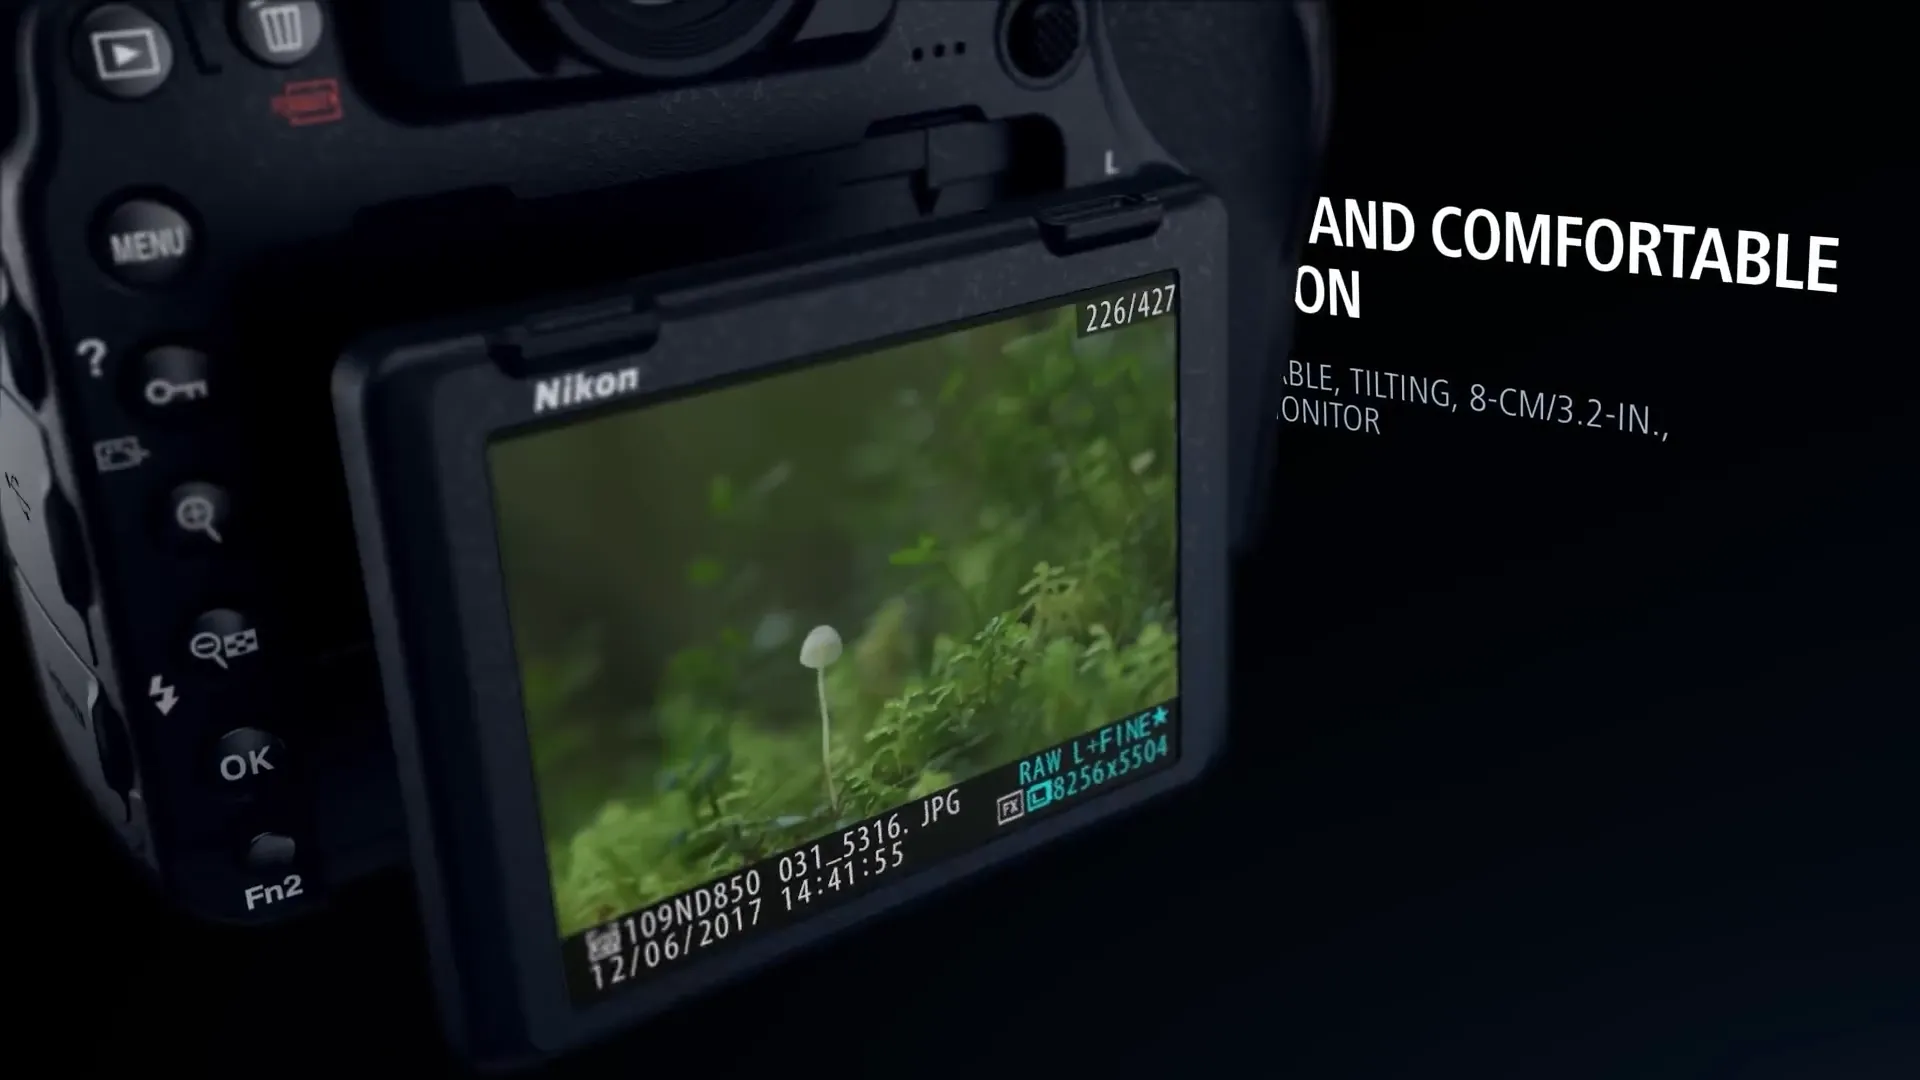 L
MENU
?
Nikon
226/427
AND COMFORTABLE
ON
BLE, TILTING, 8-CM/3.2-IN.,
ONITOR
OK
Fn2
RAW L+FINE★
FX L 8256x5504
109ND850 031_5316. JPG
12/06/2017 14:41:55